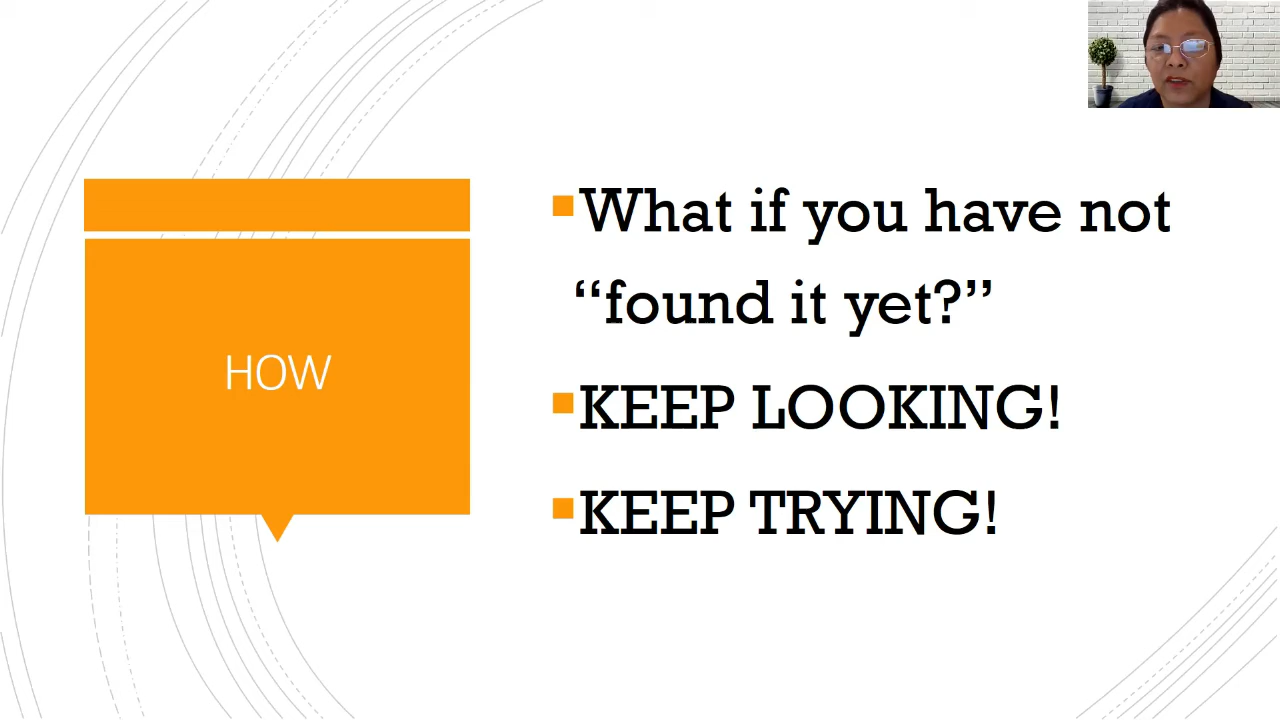 HOW
What if you have not
“found it yet?”
KEEP LOOKING!
KEEP TRYING!